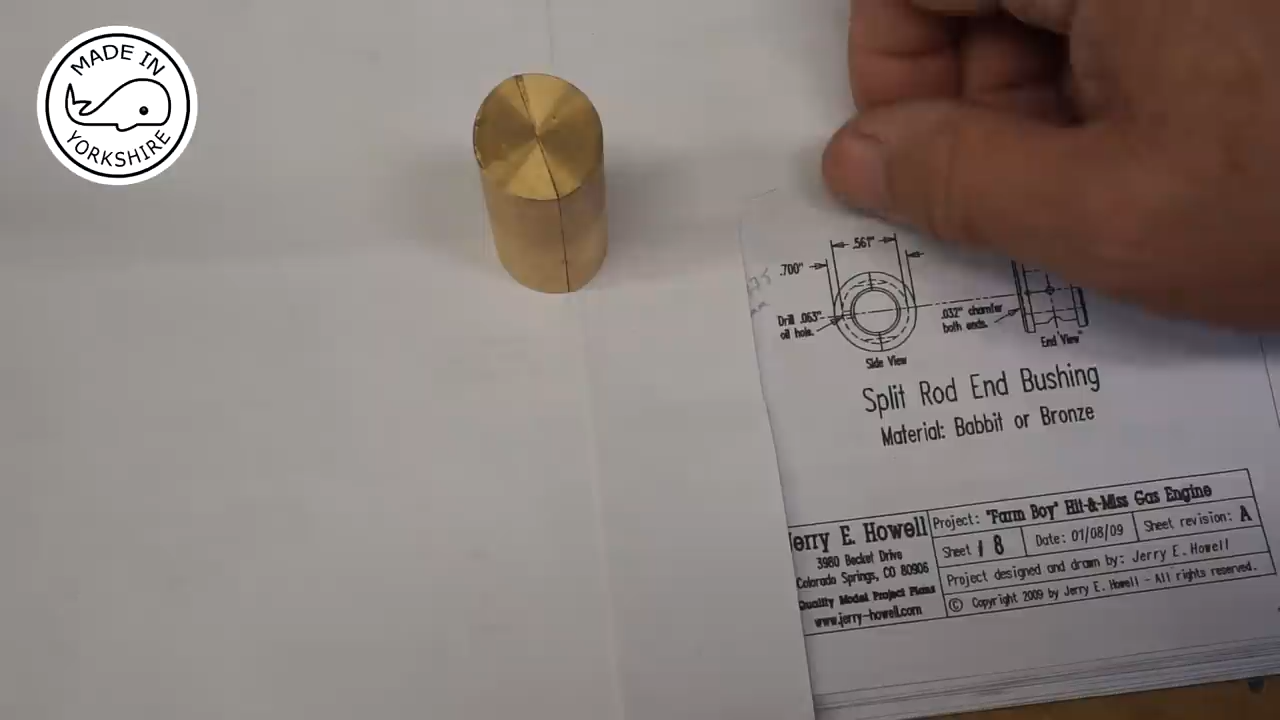 MADE IN
YORKSHIRE
.561"
.700"
Drill .063"
oil hole.
.032" chamfer
both ends.
Side View
End View
Split Rod End Bushing
Material: Babbit or Bronze
Jerry E. Howell
3980 Becket Drive
Colorado Springs, CO 80906
Quality Model Project Plans
www.jerry-howell.com
Project: "Farm Boy" Hit-&-Miss Gas Engine
Sheet 18
Date: 01/08/09
Sheet revision: A
Project designed and drawn by: Jerry E. Howell
© Copyright 2009 by Jerry E. Howell - All rights reserved.